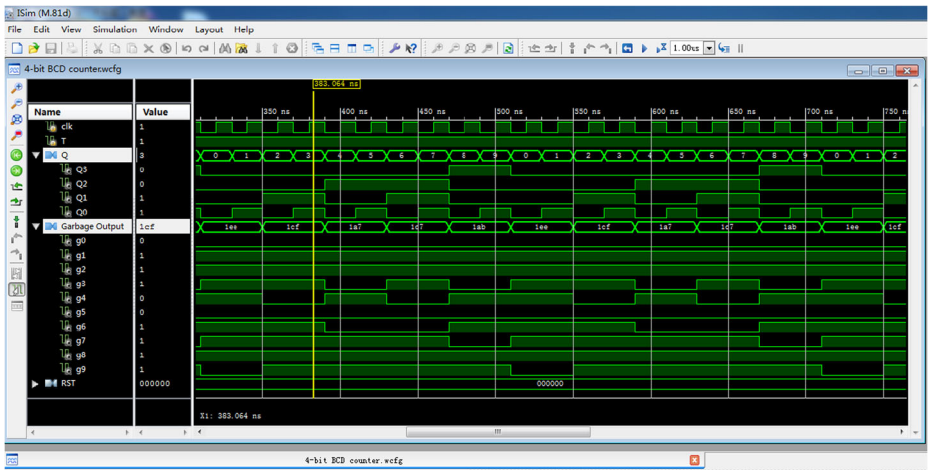 ISim (M.81d)
File Edit View Simulation Window Layout Help
1.00us
4-bit BCD counter.wcfg
383.064 ns
Name Value
350 ns 400 ns 450 ns 500 ns 550 ns 600 ns 650 ns 700 ns 750 n
clk 1
T 1
Q 3 0 1 2 3 4 5 6 7 8 9 0 1 2 3 4 5 6 7 8 9 0 1 2
Q3 0
Q2 0
Q1 1
Q0 1
Garbage Output 1cf 1ee 1cf 1a7 1c7 1ab 1ee 1cf 1a7 1c7 1ab 1ee 1cf
g0 0
g1 1
g2 1
g3 1
g4 0
g5 0
g6 1
g7 1
g8 1
g9 1
RST 000000 000000
X1: 383.064 ns
4-bit BCD counter.wcfg